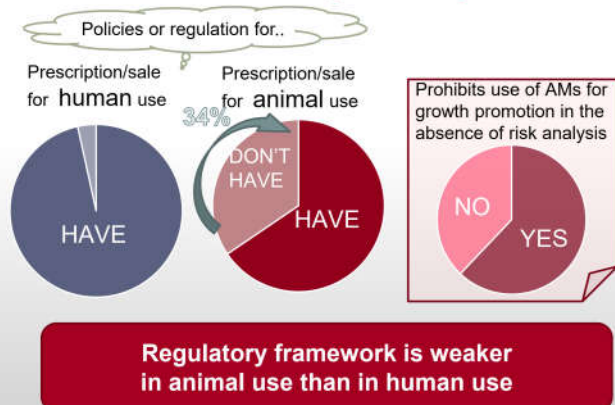 Policies or regulation for..
Prescription/sale
for human use
Prescription/sale
for animal use
34%
HAVE
DON'T
HAVE
HAVE
Prohibits use of AMs for
growth promotion in the
absence of risk analysis
NO
YES
Regulatory framework is weaker
in animal use than in human use